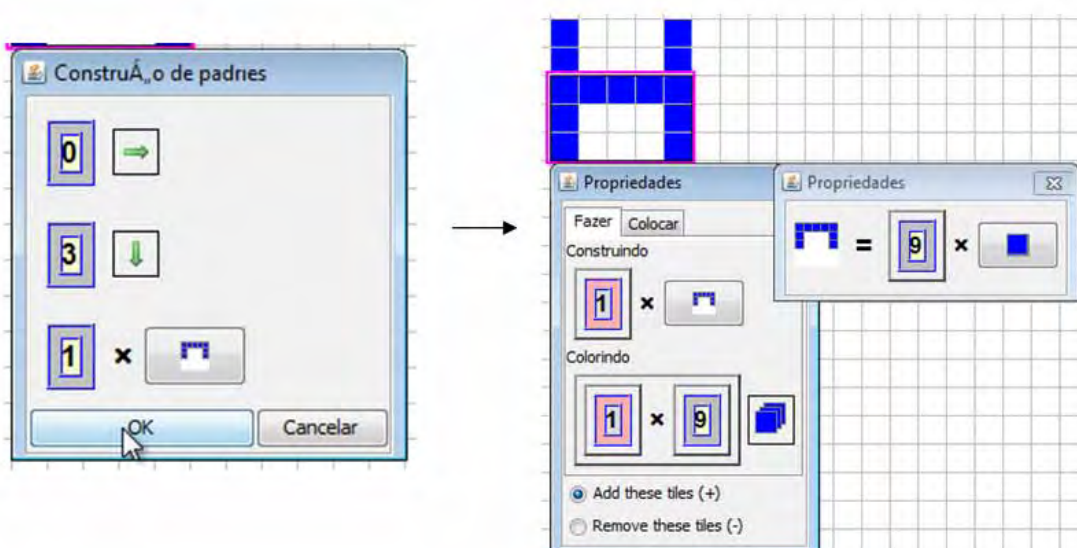 ConstruÁ„o de padrıes
0
3
1 ×
OK Cancelar
Propriedades
Fazer Colocar
Construindo
1 ×
Colorindo
1 × 9
Add these tiles (+)
Remove these tiles (-)
Propriedades
= 9 ×